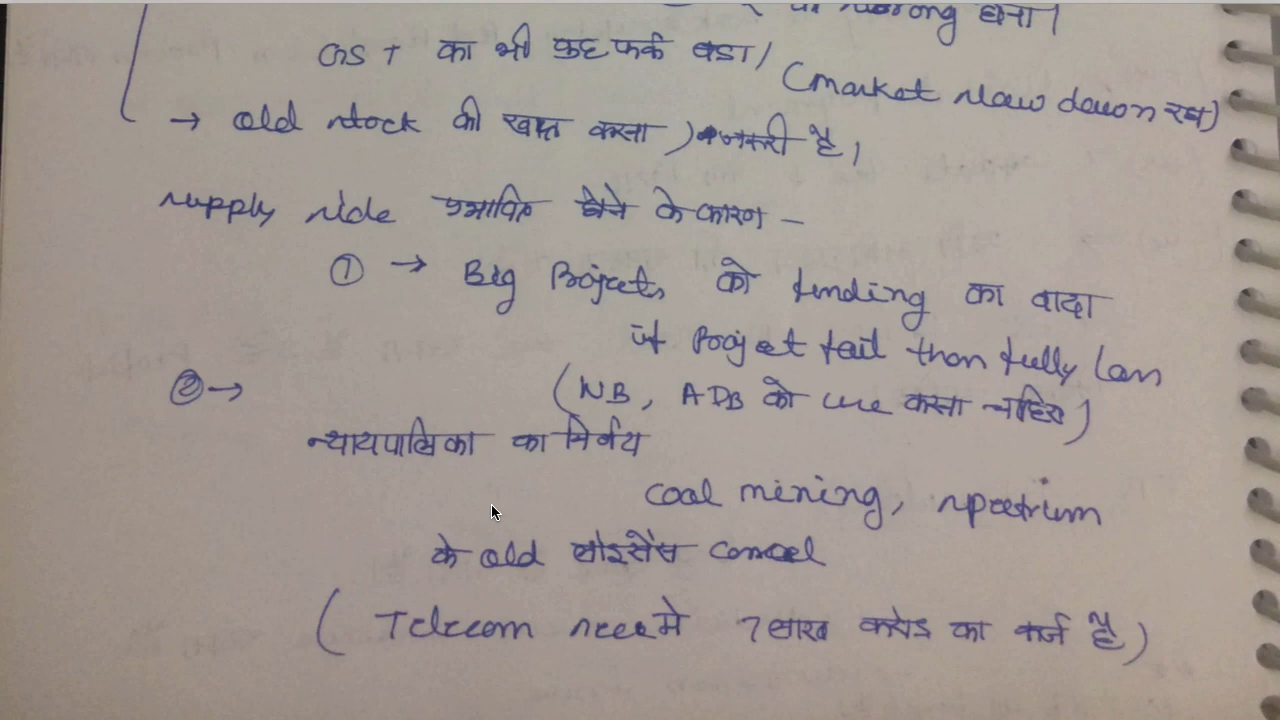 strong होना।
GST का भी कुछ फर्क पडा।
(market slow down रहा)
→ old stock की खपत करना) जरूरी है।
supply side प्रभावित होने के कारण –
① → Big Projects को funding का वादा
if Project fail than fully loan
② → (WB, ADB को use करना चाहिए)
न्यायपालिका का निर्णय
coal mining, spectrum
के old लाइसेंस cancel
( Telecom में 7 लाख करोड का कर्ज है)